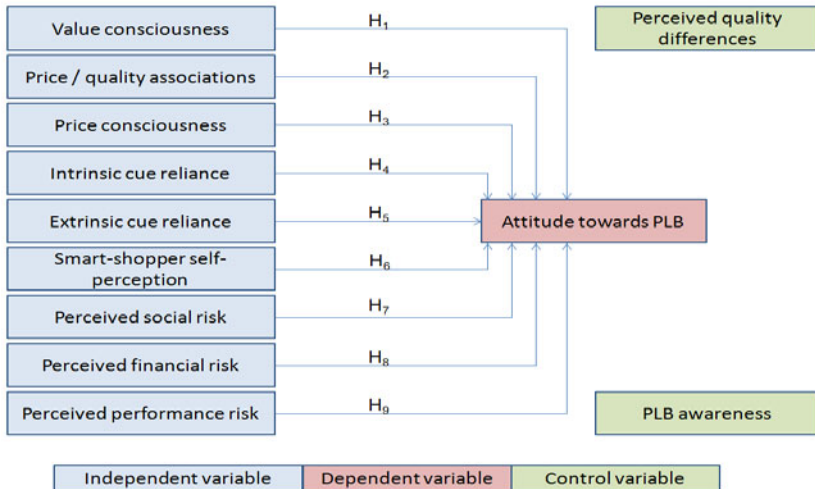 Value consciousness
H₁
Perceived quality
differences
Price / quality associations
H₂
Price consciousness
H₃
Intrinsic cue reliance
H₄
Extrinsic cue reliance
H₅
Attitude towards PLB
Smart-shopper self-
perception
H₆
Perceived social risk
H₇
Perceived financial risk
H₈
Perceived performance risk
H₉
PLB awareness
Independent variable
Dependent variable
Control variable